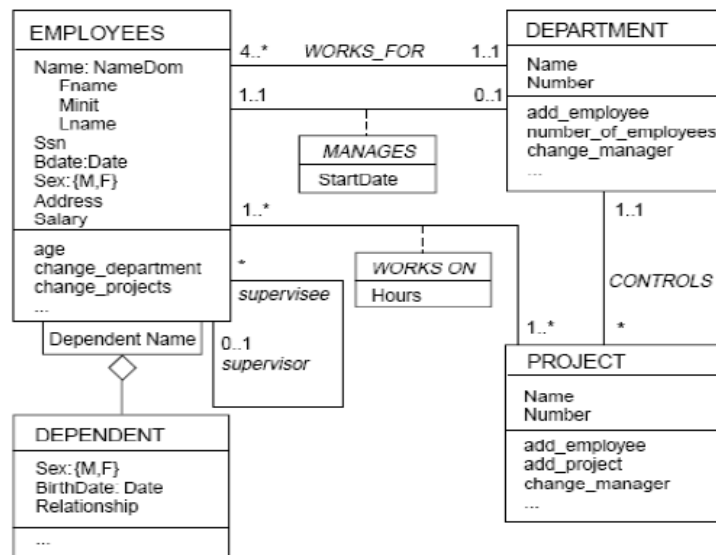 EMPLOYEES
Name: NameDom
Fname
Minit
Lname
Ssn
Bdate:Date
Sex:{M,F}
Address
Salary
age
change_department
change_projects
...
4..*
WORKS_FOR
1..1
1..1
0..1
MANAGES
StartDate
DEPARTMENT
Name
Number
add_employee
number_of_employees
change_manager
...
1..*
WORKS ON
Hours
1..1
CONTROLS
*
supervisee
0..1
supervisor
1..*
*
Dependent Name
DEPENDENT
Sex:{M,F}
BirthDate: Date
Relationship
...
PROJECT
Name
Number
add_employee
add_project
change_manager
...